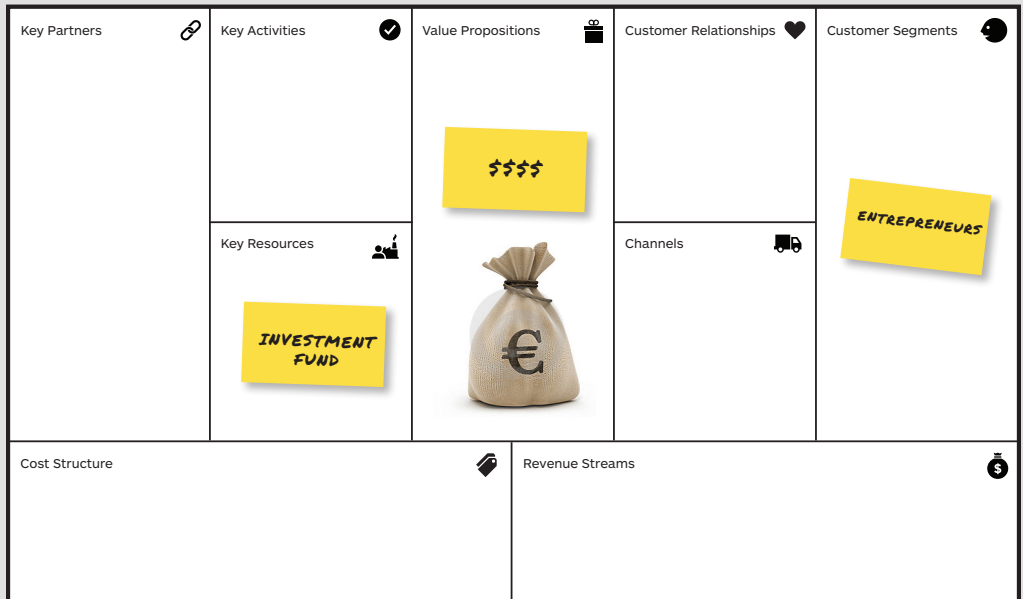 Key Partners
Key Activities
Value Propositions
Customer Relationships
Customer Segments
$$$$
ENTREPRENEURS
Key Resources
Channels
INVESTMENT
FUND
€
Cost Structure
Revenue Streams
$